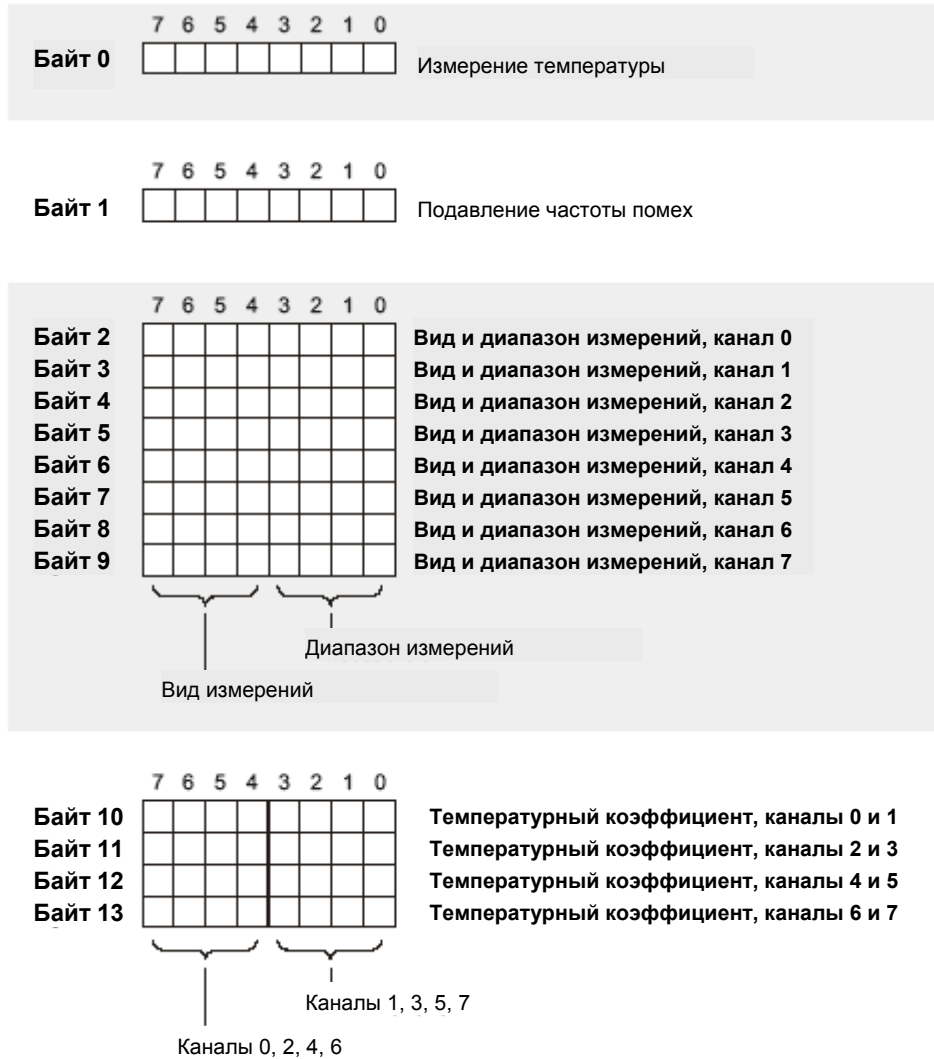 7 6 5 4 3 2 1 0
Байт 0 Измерение температуры
7 6 5 4 3 2 1 0
Байт 1 Подавление частоты помех
7 6 5 4 3 2 1 0
Байт 2 Вид и диапазон измерений, канал 0
Байт 3 Вид и диапазон измерений, канал 1
Байт 4 Вид и диапазон измерений, канал 2
Байт 5 Вид и диапазон измерений, канал 3
Байт 6 Вид и диапазон измерений, канал 4
Байт 7 Вид и диапазон измерений, канал 5
Байт 8 Вид и диапазон измерений, канал 6
Байт 9 Вид и диапазон измерений, канал 7
Диапазон измерений
Вид измерений
7 6 5 4 3 2 1 0
Байт 10 Температурный коэффициент, каналы 0 и 1
Байт 11 Температурный коэффициент, каналы 2 и 3
Байт 12 Температурный коэффициент, каналы 4 и 5
Байт 13 Температурный коэффициент, каналы 6 и 7
Каналы 1, 3, 5, 7
Каналы 0, 2, 4, 6